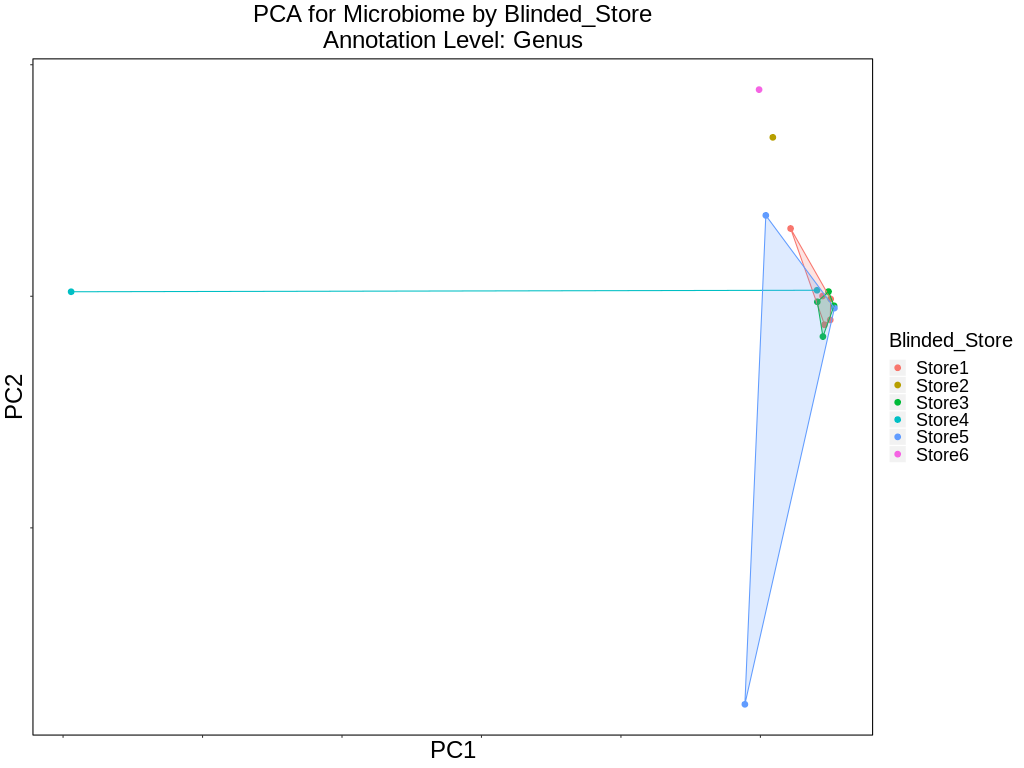 PCA for Microbiome by Blinded_Store
Annotation Level: Genus
PC2
PC1
Blinded_Store
Store1
Store2
Store3
Store4
Store5
Store6